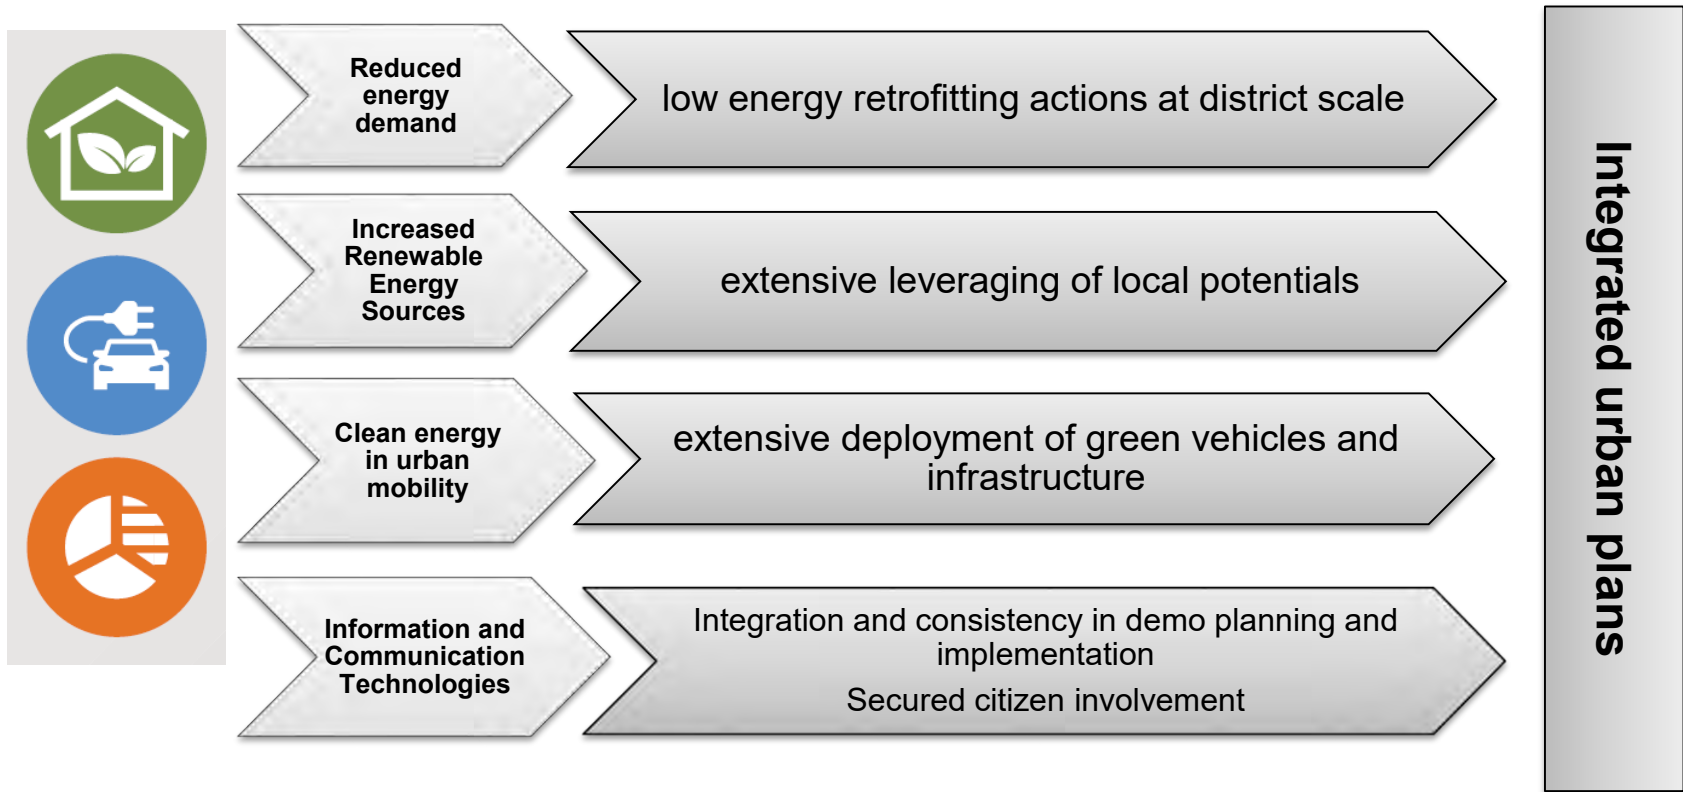 Reduced
energy
demand
low energy retrofitting actions at district scale
Increased
Renewable
Energy
Sources
extensive leveraging of local potentials
Clean energy
in urban
mobility
extensive deployment of green vehicles and
infrastructure
Information and
Communication
Technologies
Integration and consistency in demo planning and
implementation
Secured citizen involvement
Integrated urban plans